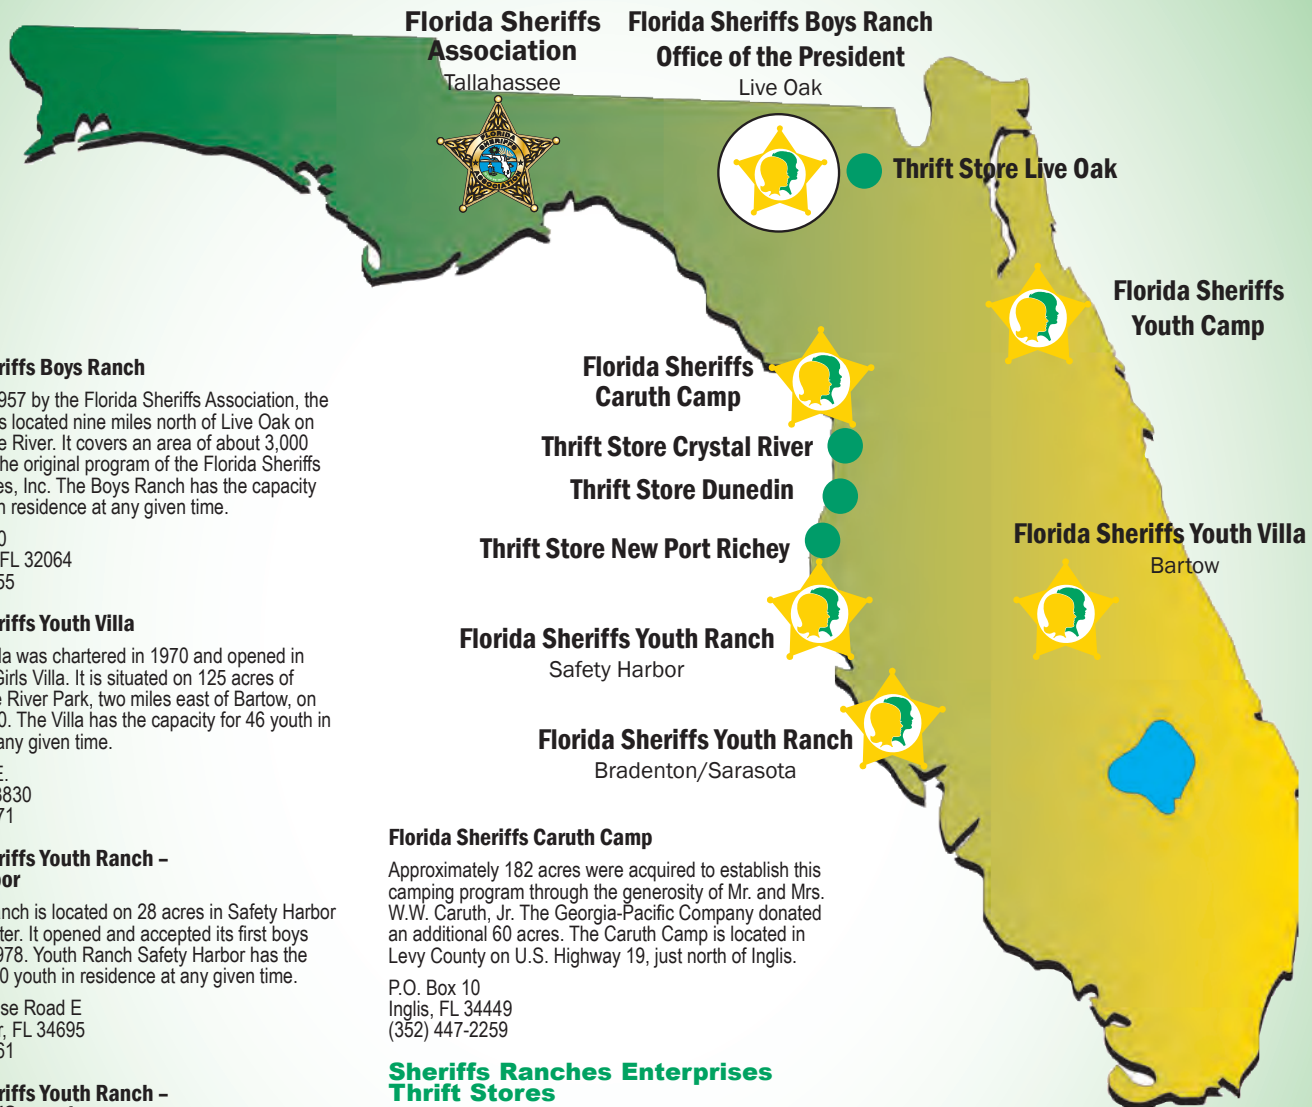 Florida Sheriffs
Association
Tallahassee
Florida Sheriffs Boys Ranch
Office of the President
Live Oak
FLORIDA
SHERIFFS
ASSOCIATION
Thrift Store Live Oak
Florida Sheriffs
Youth Camp
Florida Sheriffs
Caruth Camp
Thrift Store Crystal River
Thrift Store Dunedin
Thrift Store New Port Richey
Florida Sheriffs Youth Villa
Bartow
Florida Sheriffs Youth Ranch
Safety Harbor
Florida Sheriffs Youth Ranch
Bradenton/Sarasota
riffs Boys Ranch
957 by the Florida Sheriffs Association, the
s located nine miles north of Live Oak on
e River. It covers an area of about 3,000
he original program of the Florida Sheriffs
es, Inc. The Boys Ranch has the capacity
n residence at any given time.
0
FL 32064
55
riffs Youth Villa
la was chartered in 1970 and opened in
Girls Villa. It is situated on 125 acres of
e River Park, two miles east of Bartow, on
0. The Villa has the capacity for 46 youth in
any given time.
E.
3830
71
riffs Youth Ranch –
bor
nch is located on 28 acres in Safety Harbor
ter. It opened and accepted its first boys
978. Youth Ranch Safety Harbor has the
0 youth in residence at any given time.
se Road E
r, FL 34695
61
riffs Youth Ranch –
Florida Sheriffs Caruth Camp
Approximately 182 acres were acquired to establish this
camping program through the generosity of Mr. and Mrs.
W.W. Caruth, Jr. The Georgia-Pacific Company donated
an additional 60 acres. The Caruth Camp is located in
Levy County on U.S. Highway 19, just north of Inglis.
P.O. Box 10
Inglis, FL 34449
(352) 447-2259
Sheriffs Ranches Enterprises
Thrift Stores